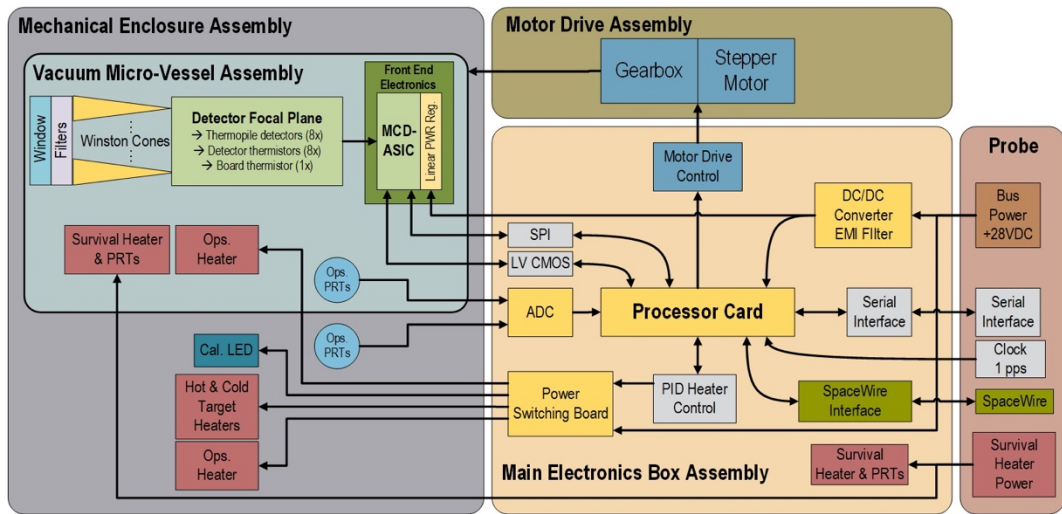 Mechanical Enclosure Assembly
Vacuum Micro-Vessel Assembly
Window
Filters
Winston Cones
Detector Focal Plane
→ Thermopile detectors (8x)
→ Detector thermistors (8x)
→ Board thermistor (1x)
Front End
Electronics
MCD-
ASIC
Linear PWR Reg.
Survival Heater
& PRTs
Ops.
Heater
Ops.
PRTs
Ops.
PRTs
Cal. LED
Hot & Cold
Target
Heaters
Ops.
Heater
Motor Drive Assembly
Gearbox
Stepper
Motor
Motor Drive
Control
DC/DC
Converter
EMI FIlter
SPI
LV CMOS
ADC
Processor Card
Serial
Interface
Power
Switching Board
PID Heater
Control
SpaceWire
Interface
Survival
Heater & PRTs
Main Electronics Box Assembly
Probe
Bus
Power
+28VDC
Serial
Interface
Clock
1 pps
SpaceWire
Survival
Heater
Power